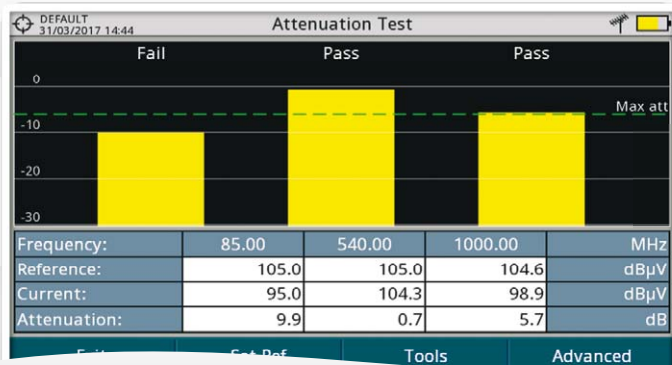 DEFAULT
31/03/2017 14:44
Attenuation Test
Fail Pass Pass
0
Max att
-10
-20
-30
Frequency: 85.00 540.00 1000.00 MHz
Reference: 105.0 105.0 104.6 dBµV
Current: 95.0 104.3 98.9 dBµV
Attenuation: 9.9 0.7 5.7 dB
Tools Advanced